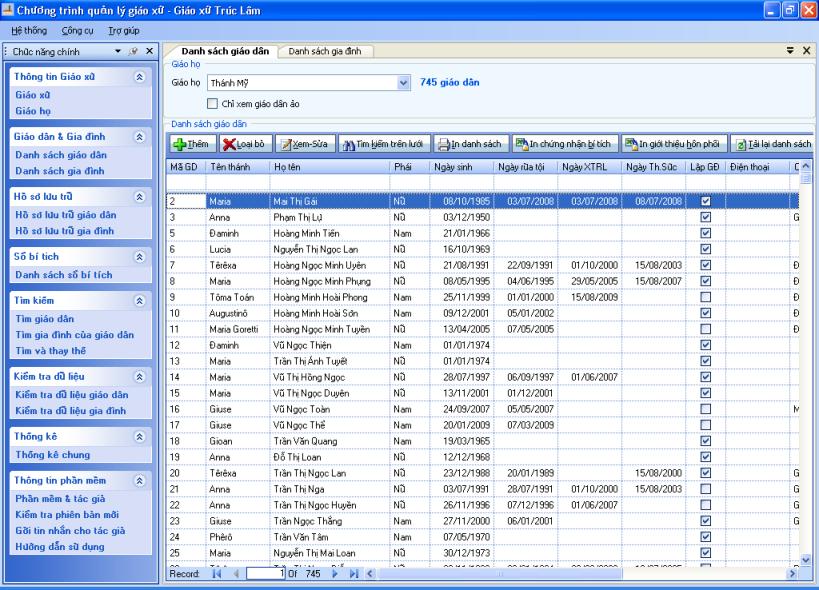 Chương trình quản lý giáo xứ - Giáo xứ Trúc Lâm
Hệ thống Công cụ Trợ giúp
Chức năng chính
Thông tin Giáo xứ
Giáo xứ
Giáo họ
Giáo dân & Gia đình
Danh sách giáo dân
Danh sách gia đình
Hồ sơ lưu trữ
Hồ sơ lưu trữ giáo dân
Hồ sơ lưu trữ gia đình
Sổ bí tích
Danh sách sổ bí tích
Tìm kiếm
Tìm giáo dân
Tìm gia đình của giáo dân
Tìm và thay thế
Kiểm tra dữ liệu
Kiểm tra dữ liệu giáo dân
Kiểm tra dữ liệu gia đình
Thống kê
Thống kê chung
Thông tin phần mềm
Phần mềm & tác giả
Kiểm tra phiên bản mới
Gởi tin nhắn cho tác giả
Hướng dẫn sử dụng
Danh sách giáo dân Danh sách gia đình
Giáo họ
Giáo họ Thánh Mỹ 745 giáo dân
Chỉ xem giáo dân ảo
Danh sách giáo dân
Thêm Loại bỏ Xem-Sửa Tìm kiếm trên lưới In danh sách In chứng nhận bí tích In giới thiệu hôn phối Tải lại danh sách
Mã GD Tên thánh Họ tên Phái Ngày sinh Ngày rửa tội Ngày XTRL Ngày Th.Sức Lập GĐ Điện thoại
2 Maria Mai Thị Gái Nữ 08/10/1985 03/07/2008 03/07/2008 08/07/2008
3 Anna Phạm Thị Lự Nữ 03/12/1950 G
5 Đaminh Hoàng Minh Tiến Nam 21/01/1966
6 Lucia Nguyễn Thị Ngọc Lan Nữ 16/10/1969
7 Têrêxa Hoàng Ngọc Minh Uyên Nữ 21/08/1991 22/09/1991 01/10/2000 15/08/2003 Đ
8 Maria Hoàng Ngọc Minh Phụng Nữ 08/05/1995 04/06/1995 29/05/2005 15/08/2007 Đ
9 Tôma Toán Hoàng Minh Hoài Phong Nam 25/11/1999 01/01/2000 15/08/2009 Đ
10 Augustinô Hoàng Minh Hoài Sơn Nam 09/12/2001 05/01/2002 Đ
11 Maria Goretti Hoàng Ngọc Minh Tuyền Nữ 13/04/2005 07/05/2005 Đ
12 Đaminh Vũ Ngọc Thiện Nam 01/01/1974
13 Maria Trần Thị Ánh Tuyết Nữ 01/01/1974
14 Maria Vũ Thị Hồng Ngọc Nữ 28/07/1997 06/09/1997 01/06/2007
15 Maria Vũ Thị Ngọc Duyên Nữ 13/11/2001 01/12/2001
16 Giuse Vũ Ngọc Toàn Nam 24/09/2007 05/05/2007 M
17 Giuse Vũ Ngọc Thể Nam 20/01/2009 07/03/2009
18 Gioan Trần Văn Quang Nam 19/03/1965
19 Anna Đỗ Thị Loan Nữ 12/12/1968
20 Têrêxa Trần Thị Ngọc Lan Nữ 23/12/1988 20/01/1989 15/08/2000 G
21 Anna Trần Thị Nga Nữ 03/07/1991 28/07/1991 01/10/2000 15/08/2003 G
22 Anna Trần Thị Ngọc Huyền Nữ 26/11/1996 07/12/1996 01/06/2007 G
23 Giuse Trần Ngọc Thắng Nam 27/11/2000 06/01/2001 G
24 Phêrô Trần Văn Tâm Nam 07/05/1970
25 Maria Nguyễn Thị Mai Loan Nữ 30/12/1973
Record: 1 Of 745